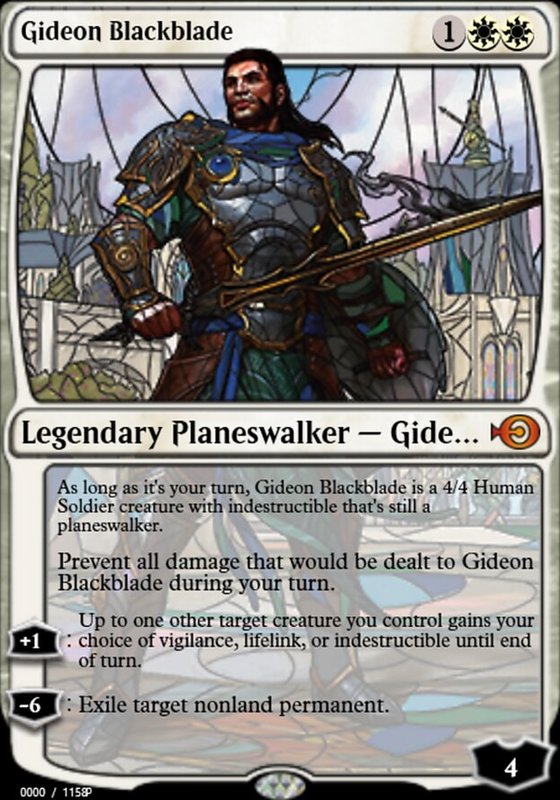 Gideon Blackblade 1
Legendary Planeswalker — Gide...
As long as it's your turn, Gideon Blackblade is a 4/4 Human
Soldier creature with indestructible that's still a
planeswalker.
Prevent all damage that would be dealt to Gideon
Blackblade during your turn.
Up to one other target creature you control gains your
+1 : choice of vigilance, lifelink, or indestructible until end
of turn.
-6 : Exile target nonland permanent.
4
0000 / 1158P